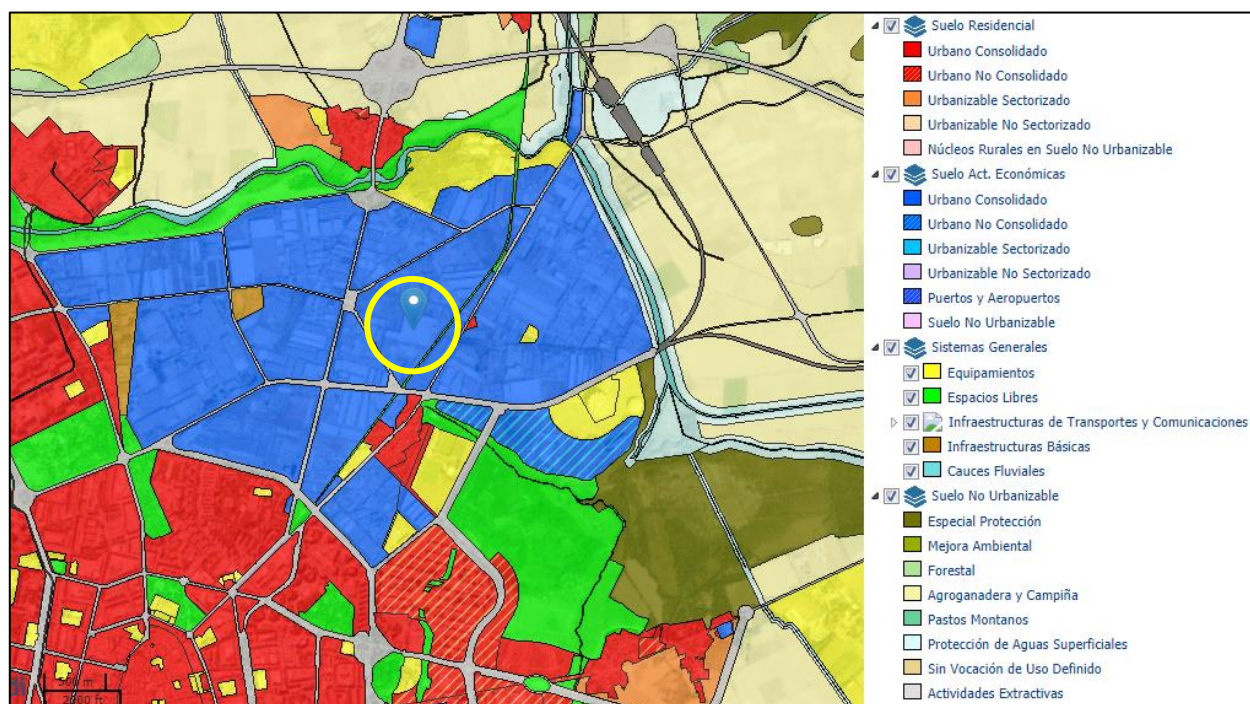 Suelo Residencial
Urbano Consolidado
Urbano No Consolidado
Urbanizable Sectorizado
Urbanizable No Sectorizado
Núcleos Rurales en Suelo No Urbanizable
Suelo Act. Económicas
Urbano Consolidado
Urbano No Consolidado
Urbanizable Sectorizado
Urbanizable No Sectorizado
Puertos y Aeropuertos
Suelo No Urbanizable
Sistemas Generales
Equipamientos
Espacios Libres
Infraestructuras de Transportes y Comunicaciones
Infraestructuras Básicas
Cauces Fluviales
Suelo No Urbanizable
Especial Protección
Mejora Ambiental
Forestal
Agroganadera y Campiña
Pastos Montanos
Protección de Aguas Superficiales
Sin Vocación de Uso Definido
Actividades Extractivas
500 m
2000 ft